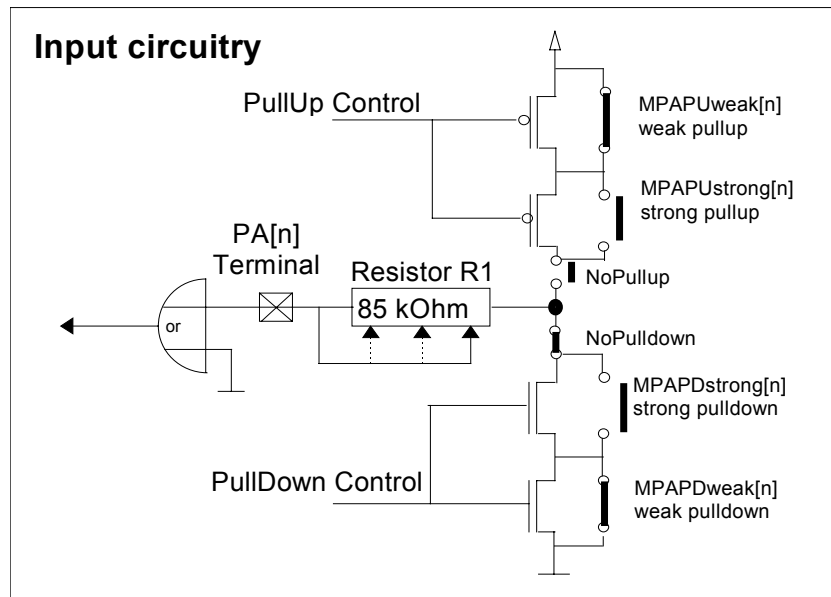 Input circuitry
PullUp Control
MPAPUweak[n]
weak pullup
MPAPUstrong[n]
strong pullup
PA[n]
Terminal
Resistor R1
NoPullup
85 kOhm
or
NoPulldown
MPAPDstrong[n]
strong pulldown
PullDown Control
MPAPDweak[n]
weak pulldown